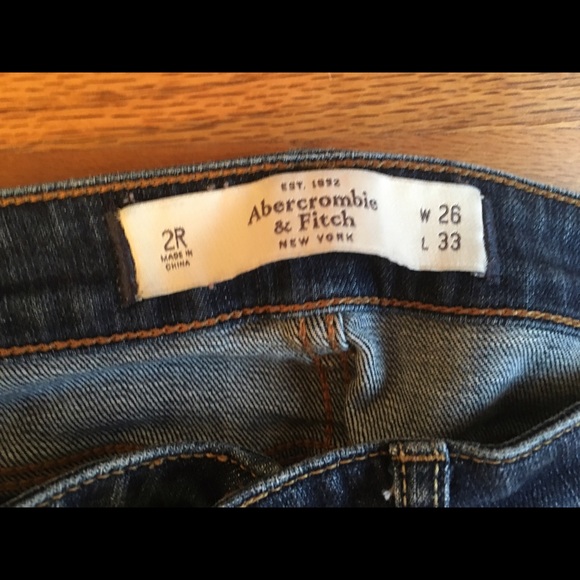 2R
MADE IN
CHINA
EST. 1892
Abercrombie
& Fitch
NEW YORK
W 26
L 33